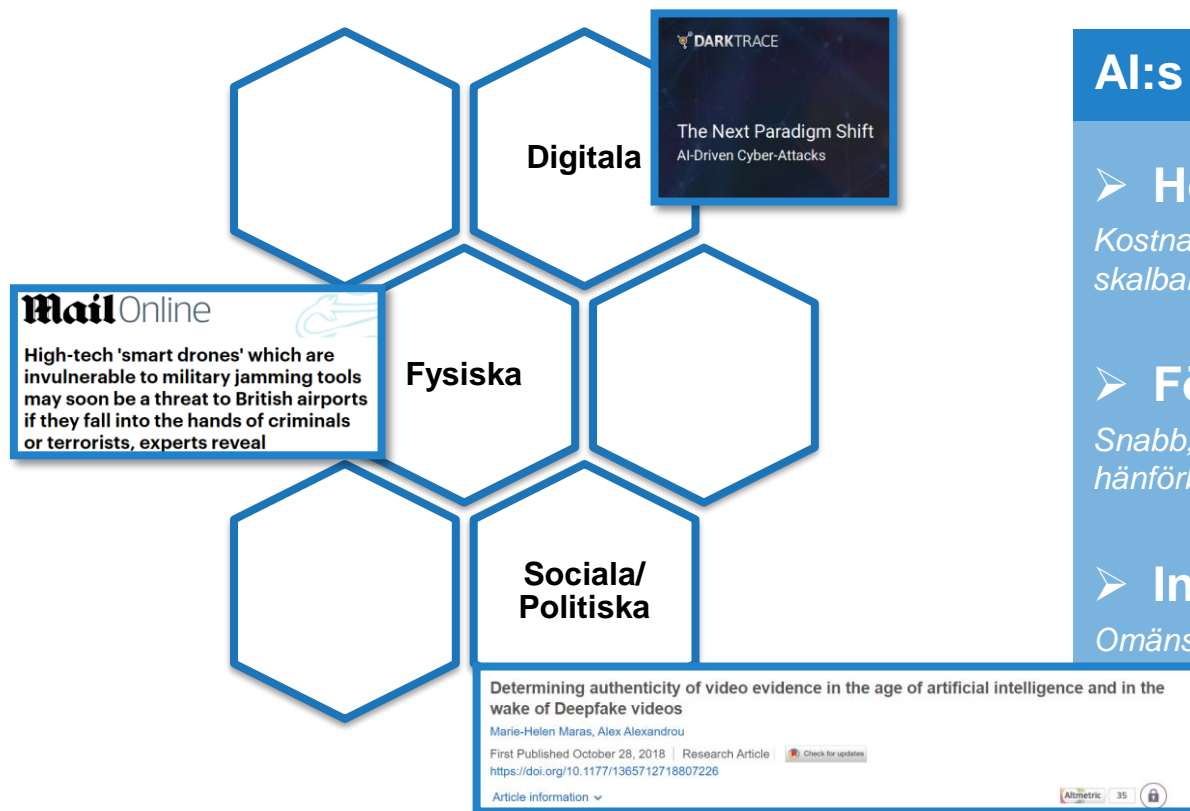 DARKTRACE
The Next Paradigm Shift
AI-Driven Cyber-Attacks
Digitala
Mail Online
High-tech 'smart drones' which are
invulnerable to military jamming tools
may soon be a threat to British airports
if they fall into the hands of criminals
or terrorists, experts reveal
Fysiska
Sociala/
Politiska
Determining authenticity of video evidence in the age of artificial intelligence and in the
wake of Deepfake videos
Marie-Helen Maras, Alex Alexandrou
First Published October 28, 2018 | Research Article Check for updates
https://doi.org/10.1177/1365712718807226
Article information
Altmetric 35
AI:s
Snabb,